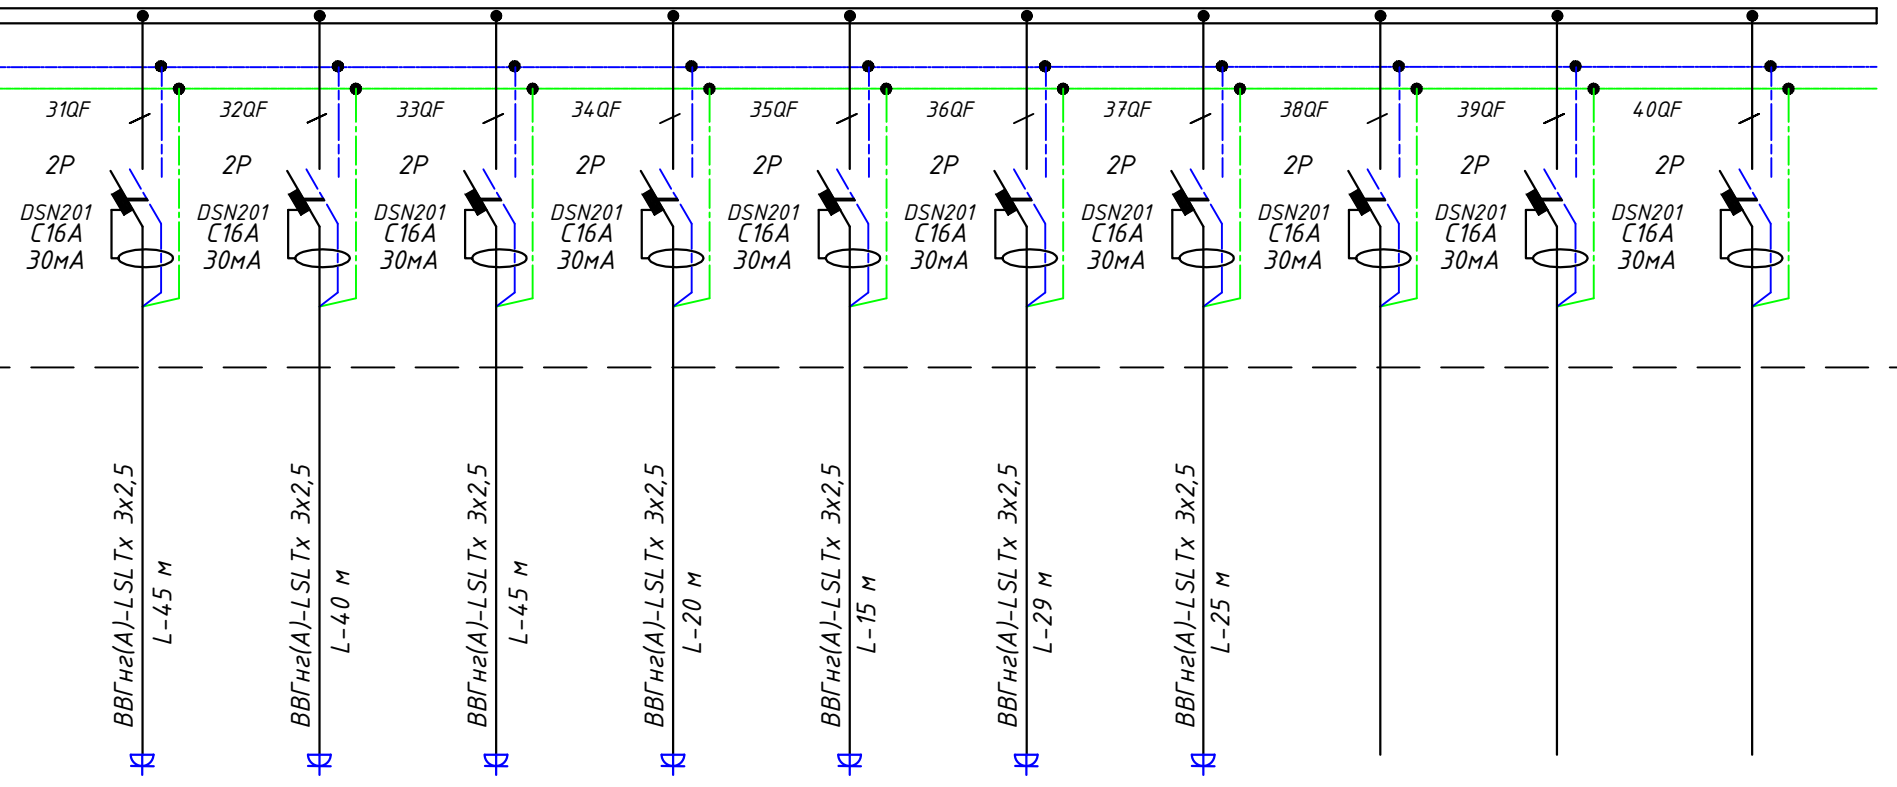 31QF
32QF
33QF
34QF
35QF
36QF
37QF
38QF
39QF
40QF
2P
2P
2P
2P
2P
2P
2P
2P
2P
2P
DSN201
C16A
30мА
DSN201
C16A
30мА
DSN201
C16A
30мА
DSN201
C16A
30мА
DSN201
C16A
30мА
DSN201
C16A
30мА
DSN201
C16A
30мА
DSN201
C16A
30мА
DSN201
C16A
30мА
DSN201
C16A
30мА
ВВГнг(А)-LSLTx 3x2,5
L-45 м
ВВГнг(А)-LSLTx 3x2,5
L-40 м
ВВГнг(А)-LSLTx 3x2,5
L-45 м
ВВГнг(А)-LSLTx 3x2,5
L-20 м
ВВГнг(А)-LSLTx 3x2,5
L-15 м
ВВГнг(А)-LSLTx 3x2,5
L-29 м
ВВГнг(А)-LSLTx 3x2,5
L-25 м